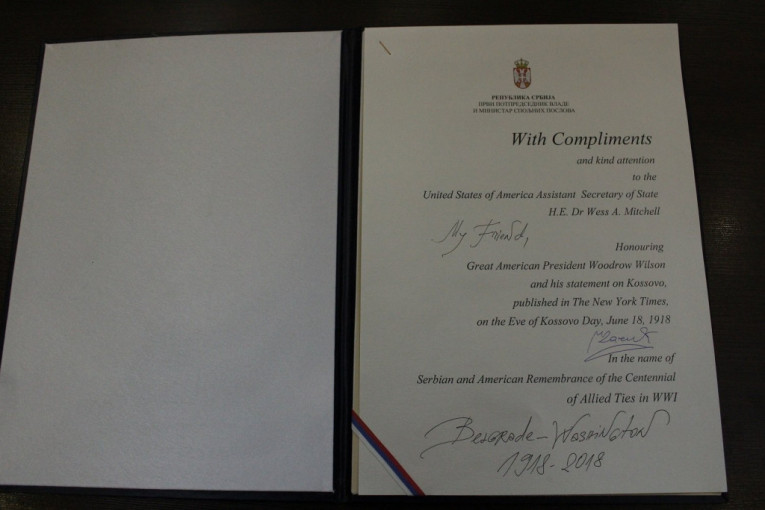 РЕПУБЛИКА СРБИЈА
ПРВИ ПОТПРЕДСЕДНИК ВЛАДЕ
И МИНИСТАР СПОЉНИХ ПОСЛОВА
With Compliments
and kind attention
to the
United States of America Assistant Secretary of State
H.E. Dr Wess A. Mitchell
My Friend,
Honouring
Great American President Woodrow Wilson
and his statement on Kossovo,
published in The New York Times,
on the Eve of Kossovo Day, June 18, 1918
In the name of
Serbian and American Remembrance of the Centennial
of Allied Ties in WWI
Belgrade - Washington
1918-2018